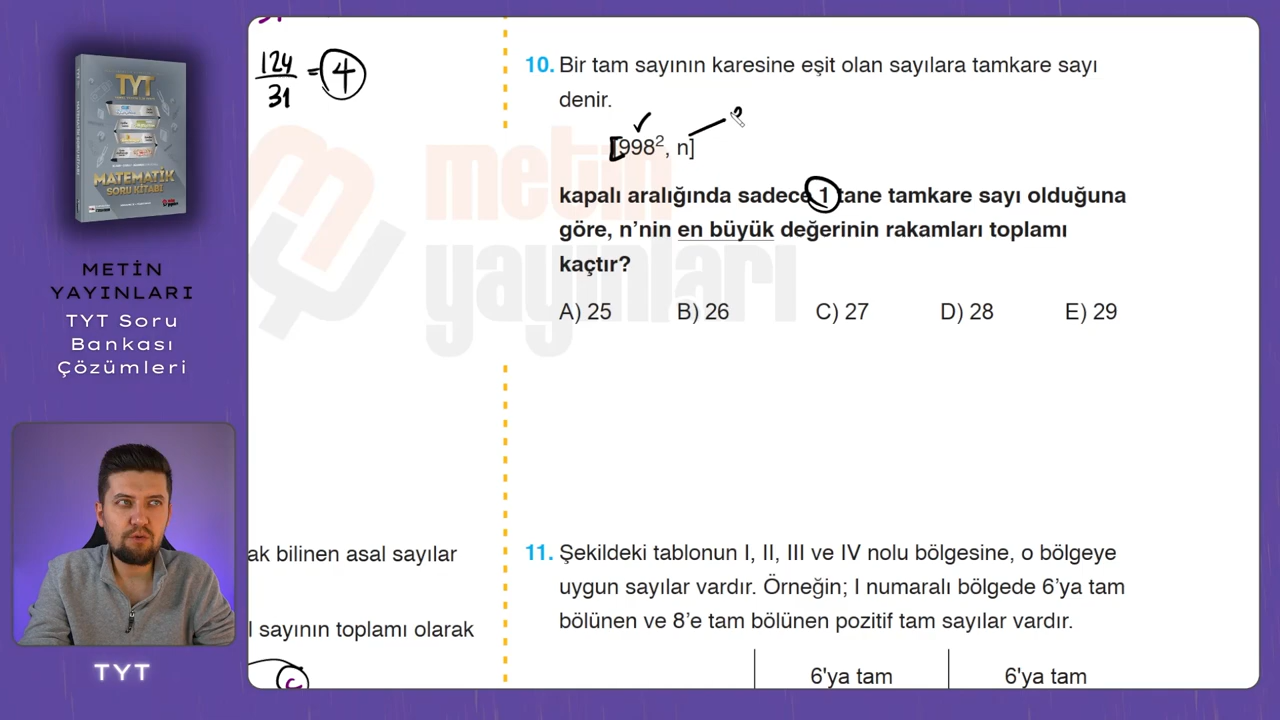 TYT
MATEMATİK
SORU KİTABI
METİN
YAYINLARI
TYT Soru
Bankası
Çözümleri
TYT
124
31
= 4
ak bilinen asal sayılar
l sayının toplamı olarak
metin
yayınları
10. Bir tam sayının karesine eşit olan sayılara tamkare sayı
denir.
[998², n]
kapalı aralığında sadece 1 tane tamkare sayı olduğuna
göre, n’nin en büyük değerinin rakamları toplamı
kaçtır?
A) 25 B) 26 C) 27 D) 28 E) 29
11. Şekildeki tablonun I, II, III ve IV nolu bölgesine, o bölgeye
uygun sayılar vardır. Örneğin; I numaralı bölgede 6’ya tam
bölünen ve 8’e tam bölünen pozitif tam sayılar vardır.
6'ya tam 6'ya tam